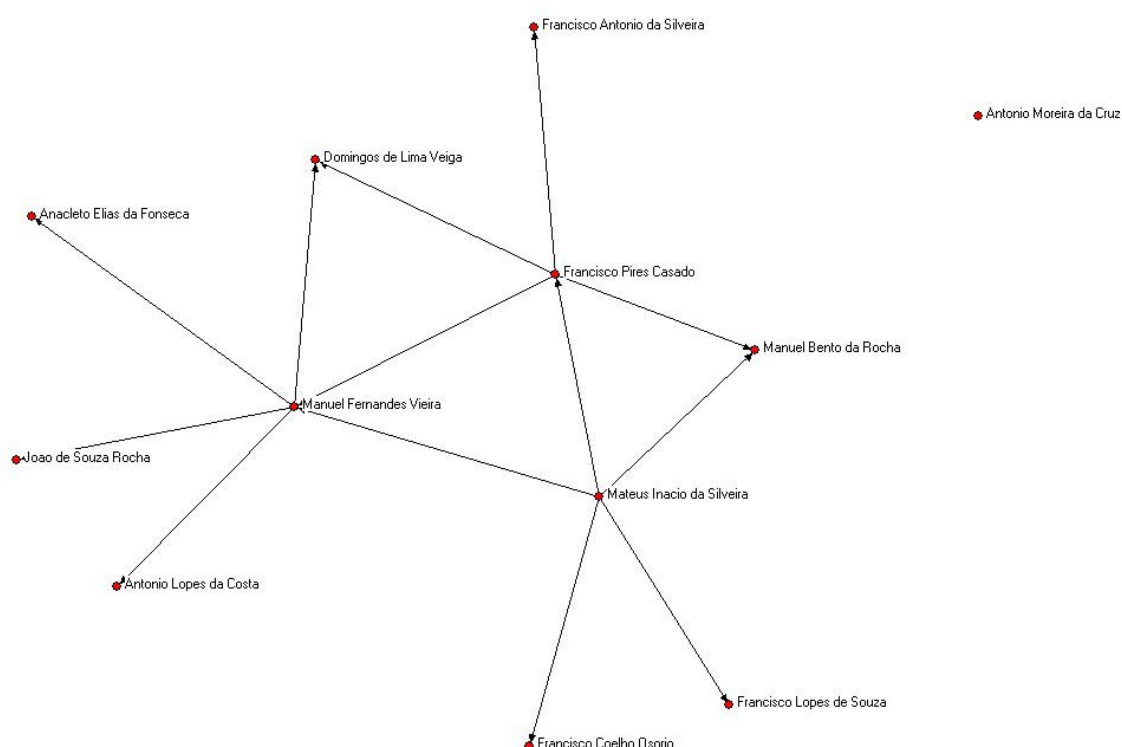 Francisco Antonio da Silveira
Antonio Moreira da Cruz
Domingos de Lima Veiga
Anacleto Elias da Fonseca
Francisco Pires Casado
Manuel Bento da Rocha
Manuel Fernandes Vieira
Joao de Souza Rocha
Mateus Inacio da Silveira
Antonio Lopes da Costa
Francisco Lopes de Souza
Francisco Coelho Osorio